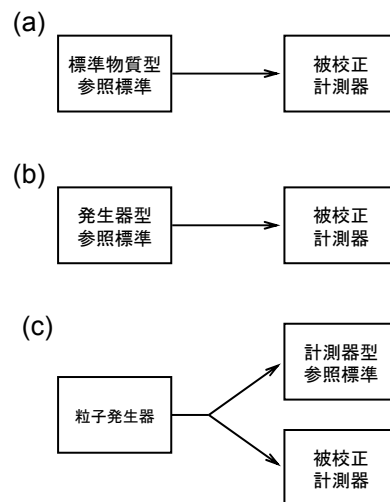 (a)
標準物質型
参照標準
被校正
計測器
(b)
発生器型
参照標準
被校正
計測器
(c)
計測器型
参照標準
粒子発生器
被校正
計測器